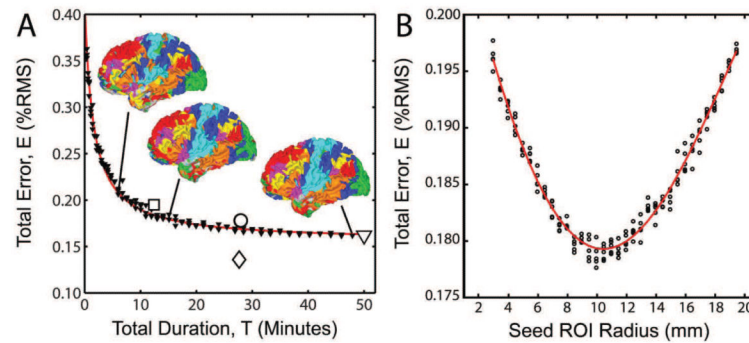 A
Total Error, E (%RMS)
0.40
0.35
0.30
0.25
0.20
0.15
0.10
0 10 20 30 40 50
Total Duration, T (Minutes)
B
Total Error, E (%RMS)
0.200
0.195
0.190
0.185
0.180
0.175
2 4 6 8 10 12 14 16 18 20
Seed ROI Radius (mm)